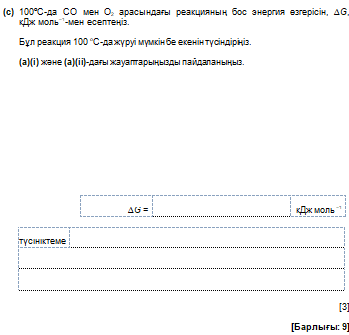 (c) 100°C-да CO мен O₂ арасындағы реакцияның бос энергия өзгерісін, ΔG,
кДж моль⁻¹-мен есептеңіз.
Бұл реакция 100 °C-да жүруі мүмкін бе екенін түсіндіріңіз.
(a)(i) және (a)(ii)-дағы жауаптарыңызды пайдаланыңыз.
ΔG = кДж моль⁻¹
түсініктеме
[3]
[Барлығы: 9]